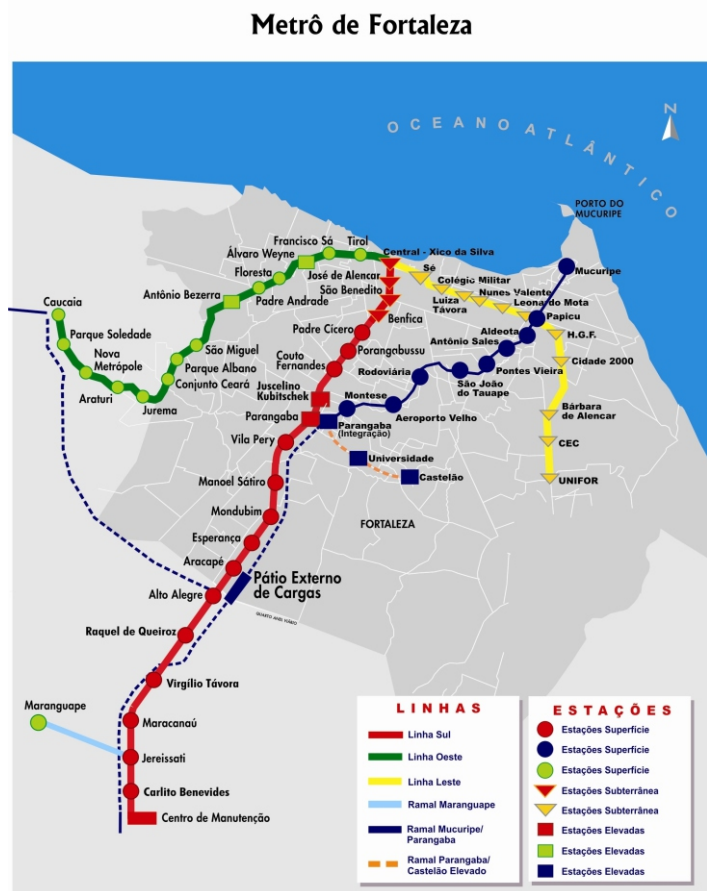 Metrô de Fortaleza
OCEANO ATLÂNTICO
N
PORTO DO
MUCURIPE
Mucuripe
Central - Xico da Silva
Tirol
Francisco Sá
Álvaro Weyne
Floresta
Padre Andrade
Antônio Bezerra
São Miguel
Parque Albano
Conjunto Ceará
Jurema
Araturi
Nova
Metrópole
Parque Soledade
Caucaia
José de Alencar
São Benedito
Benfica
Padre Cícero
Porangobussu
Couto
Fernandes
Juscelino
Kubitschek
Parangaba
Vila Pery
Manoel Sátiro
Mondubim
Esperança
Aracapé
Alto Alegre
Raquel de Queiroz
Virgílio Távora
Maracanaú
Jereissati
Carlito Benevides
Centro de Manutenção
Maranguape
Sé
Colégio Militar
Luiza
Távora
Nunes Valente
Leona do Mota
Papicu
H.G.F.
Cidade 2000
Bárbara
de Alencar
CEC
UNIFOR
Aldeota
Antônio Sales
Pontes Vieira
São João
do Tauape
Rodoviária
Aeroporto Velho
Montese
Parangaba
(Integração)
Universidade
Castelão
FORTALEZA
Pátio Externo
de Cargas
QUARTO ANEL VIÁRIO
LINHAS
Linha Sul
Linha Oeste
Linha Leste
Ramal Maranguape
Ramal Mucuripe/
Parangaba
Ramal Parangaba/
Castelão Elevado
ESTAÇÕES
Estações Superfície
Estações Superfície
Estações Superfície
Estações Subterrânea
Estações Subterrânea
Estações Elevadas
Estações Elevadas
Estações Elevadas